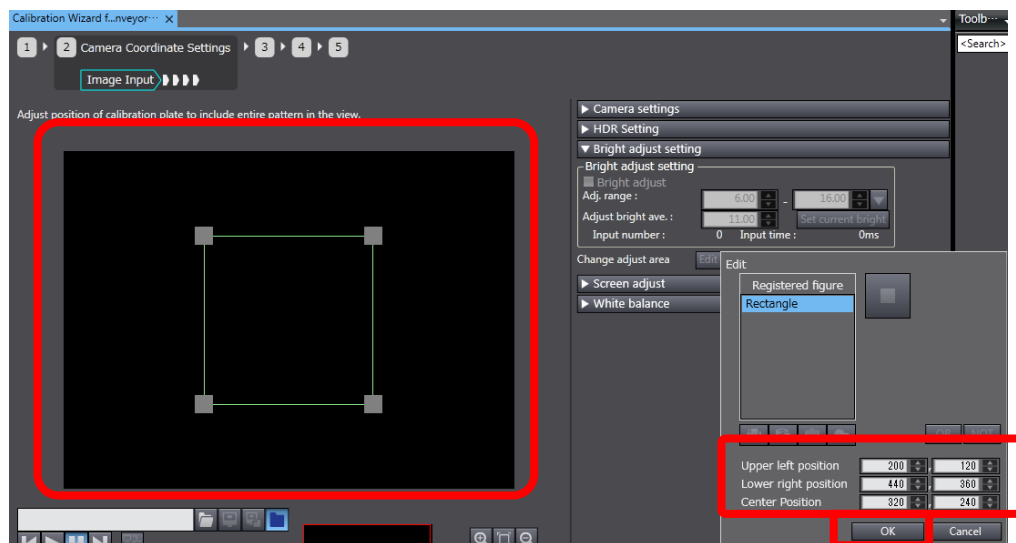 Calibration Wizard f...nveyor... ×
Toolb...
1 2 Camera Coordinate Settings 3 4 5
<Search>
Image Input
Adjust position of calibration plate to include entire pattern in the view.
Camera settings
HDR Setting
Bright adjust setting
Bright adjust setting
Bright adjust
Adj. range : 6.00 - 16.00
Adjust bright ave. : 11.00 Set current bright
Input number : 0 Input time : 0ms
Change adjust area Edit
Screen adjust
White balance
Edit
Registered figure
Rectangle
OR NOT
Upper left position 200 , 120
Lower right position 440 , 360
Center Position 320 , 240
OK Cancel